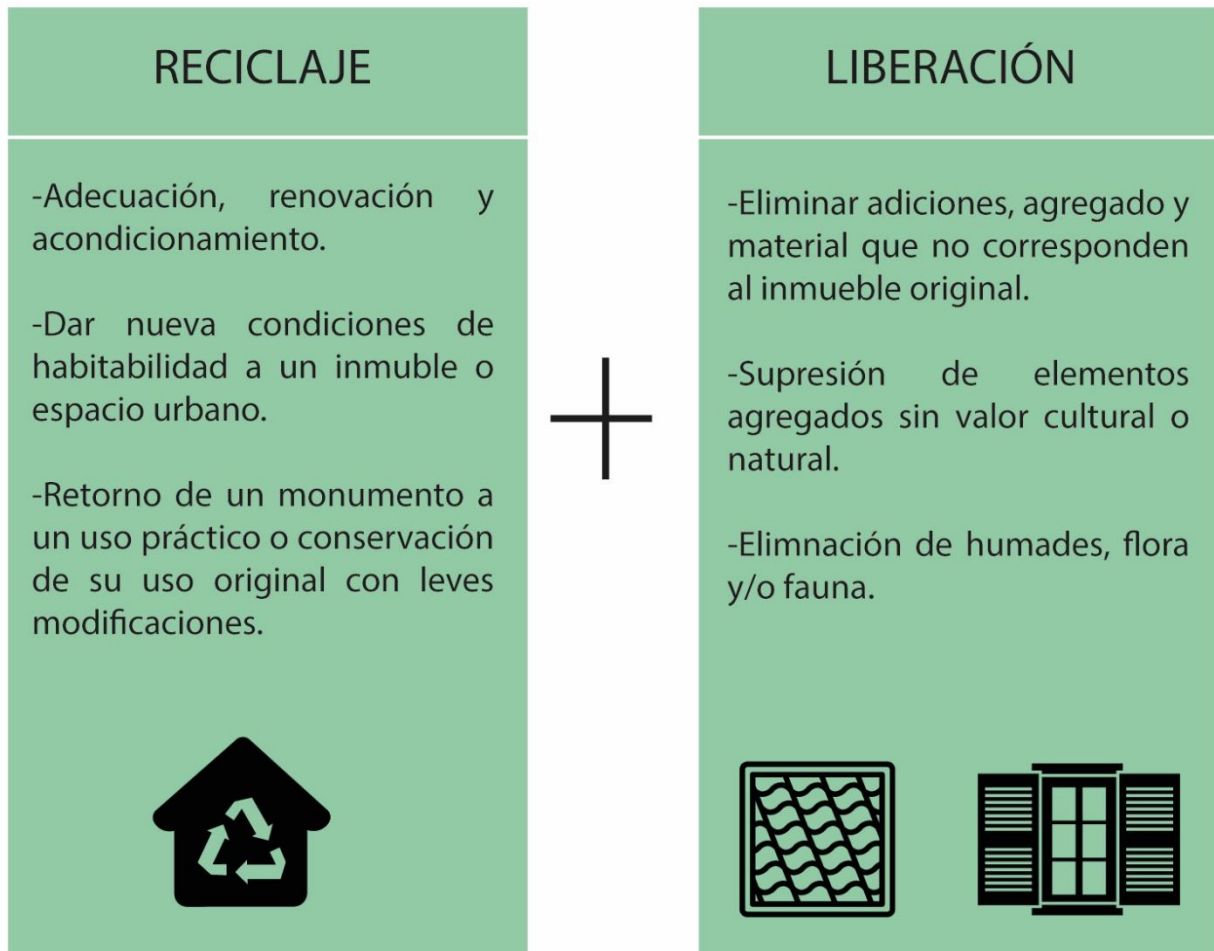 RECICLAJE
-Adecuación, renovación y
acondicionamiento.
-Dar nueva condiciones de
habitabilidad a un inmuble o
espacio urbano.
-Retorno de un monumento a
un uso práctico o conservación
de su uso original con leves
modificaciones.
LIBERACIÓN
-Eliminar adiciones, agregado y
material que no corresponden
al inmueble original.
-Supresión de elementos
agregados sin valor cultural o
natural.
-Elimnación de humades, flora
y/o fauna.